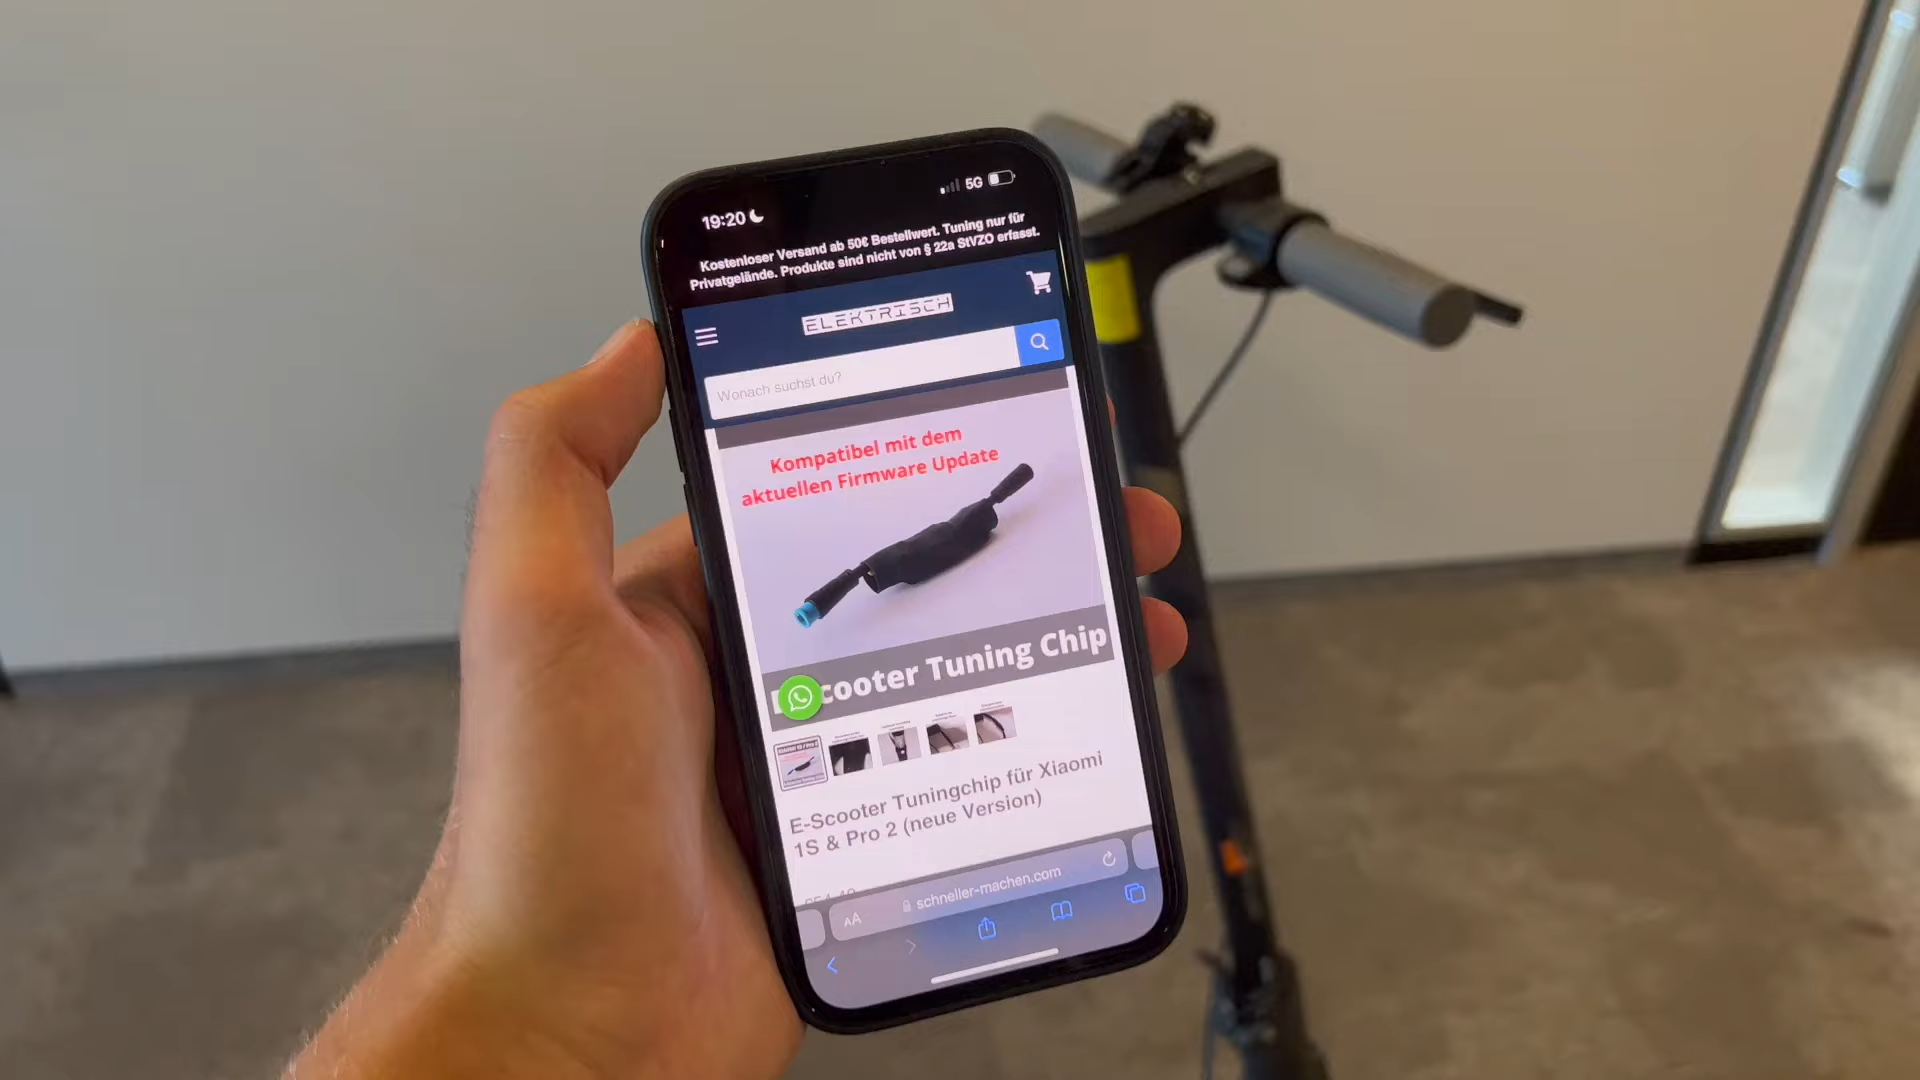 19:20
5G
Kostenloser Versand ab 50€ Bestellwert. Tuning nur für
Privatgelände. Produkte sind nicht von § 22a StVZO erfasst.
ELEKTRISCH
Wonach suchst du?
Kompatibel mit dem
aktuellen Firmware Update
Scooter Tuning Chip
E-Scooter Tuningchip für Xiaomi
1S & Pro 2 (neue Version)
AA schneller-machen.com